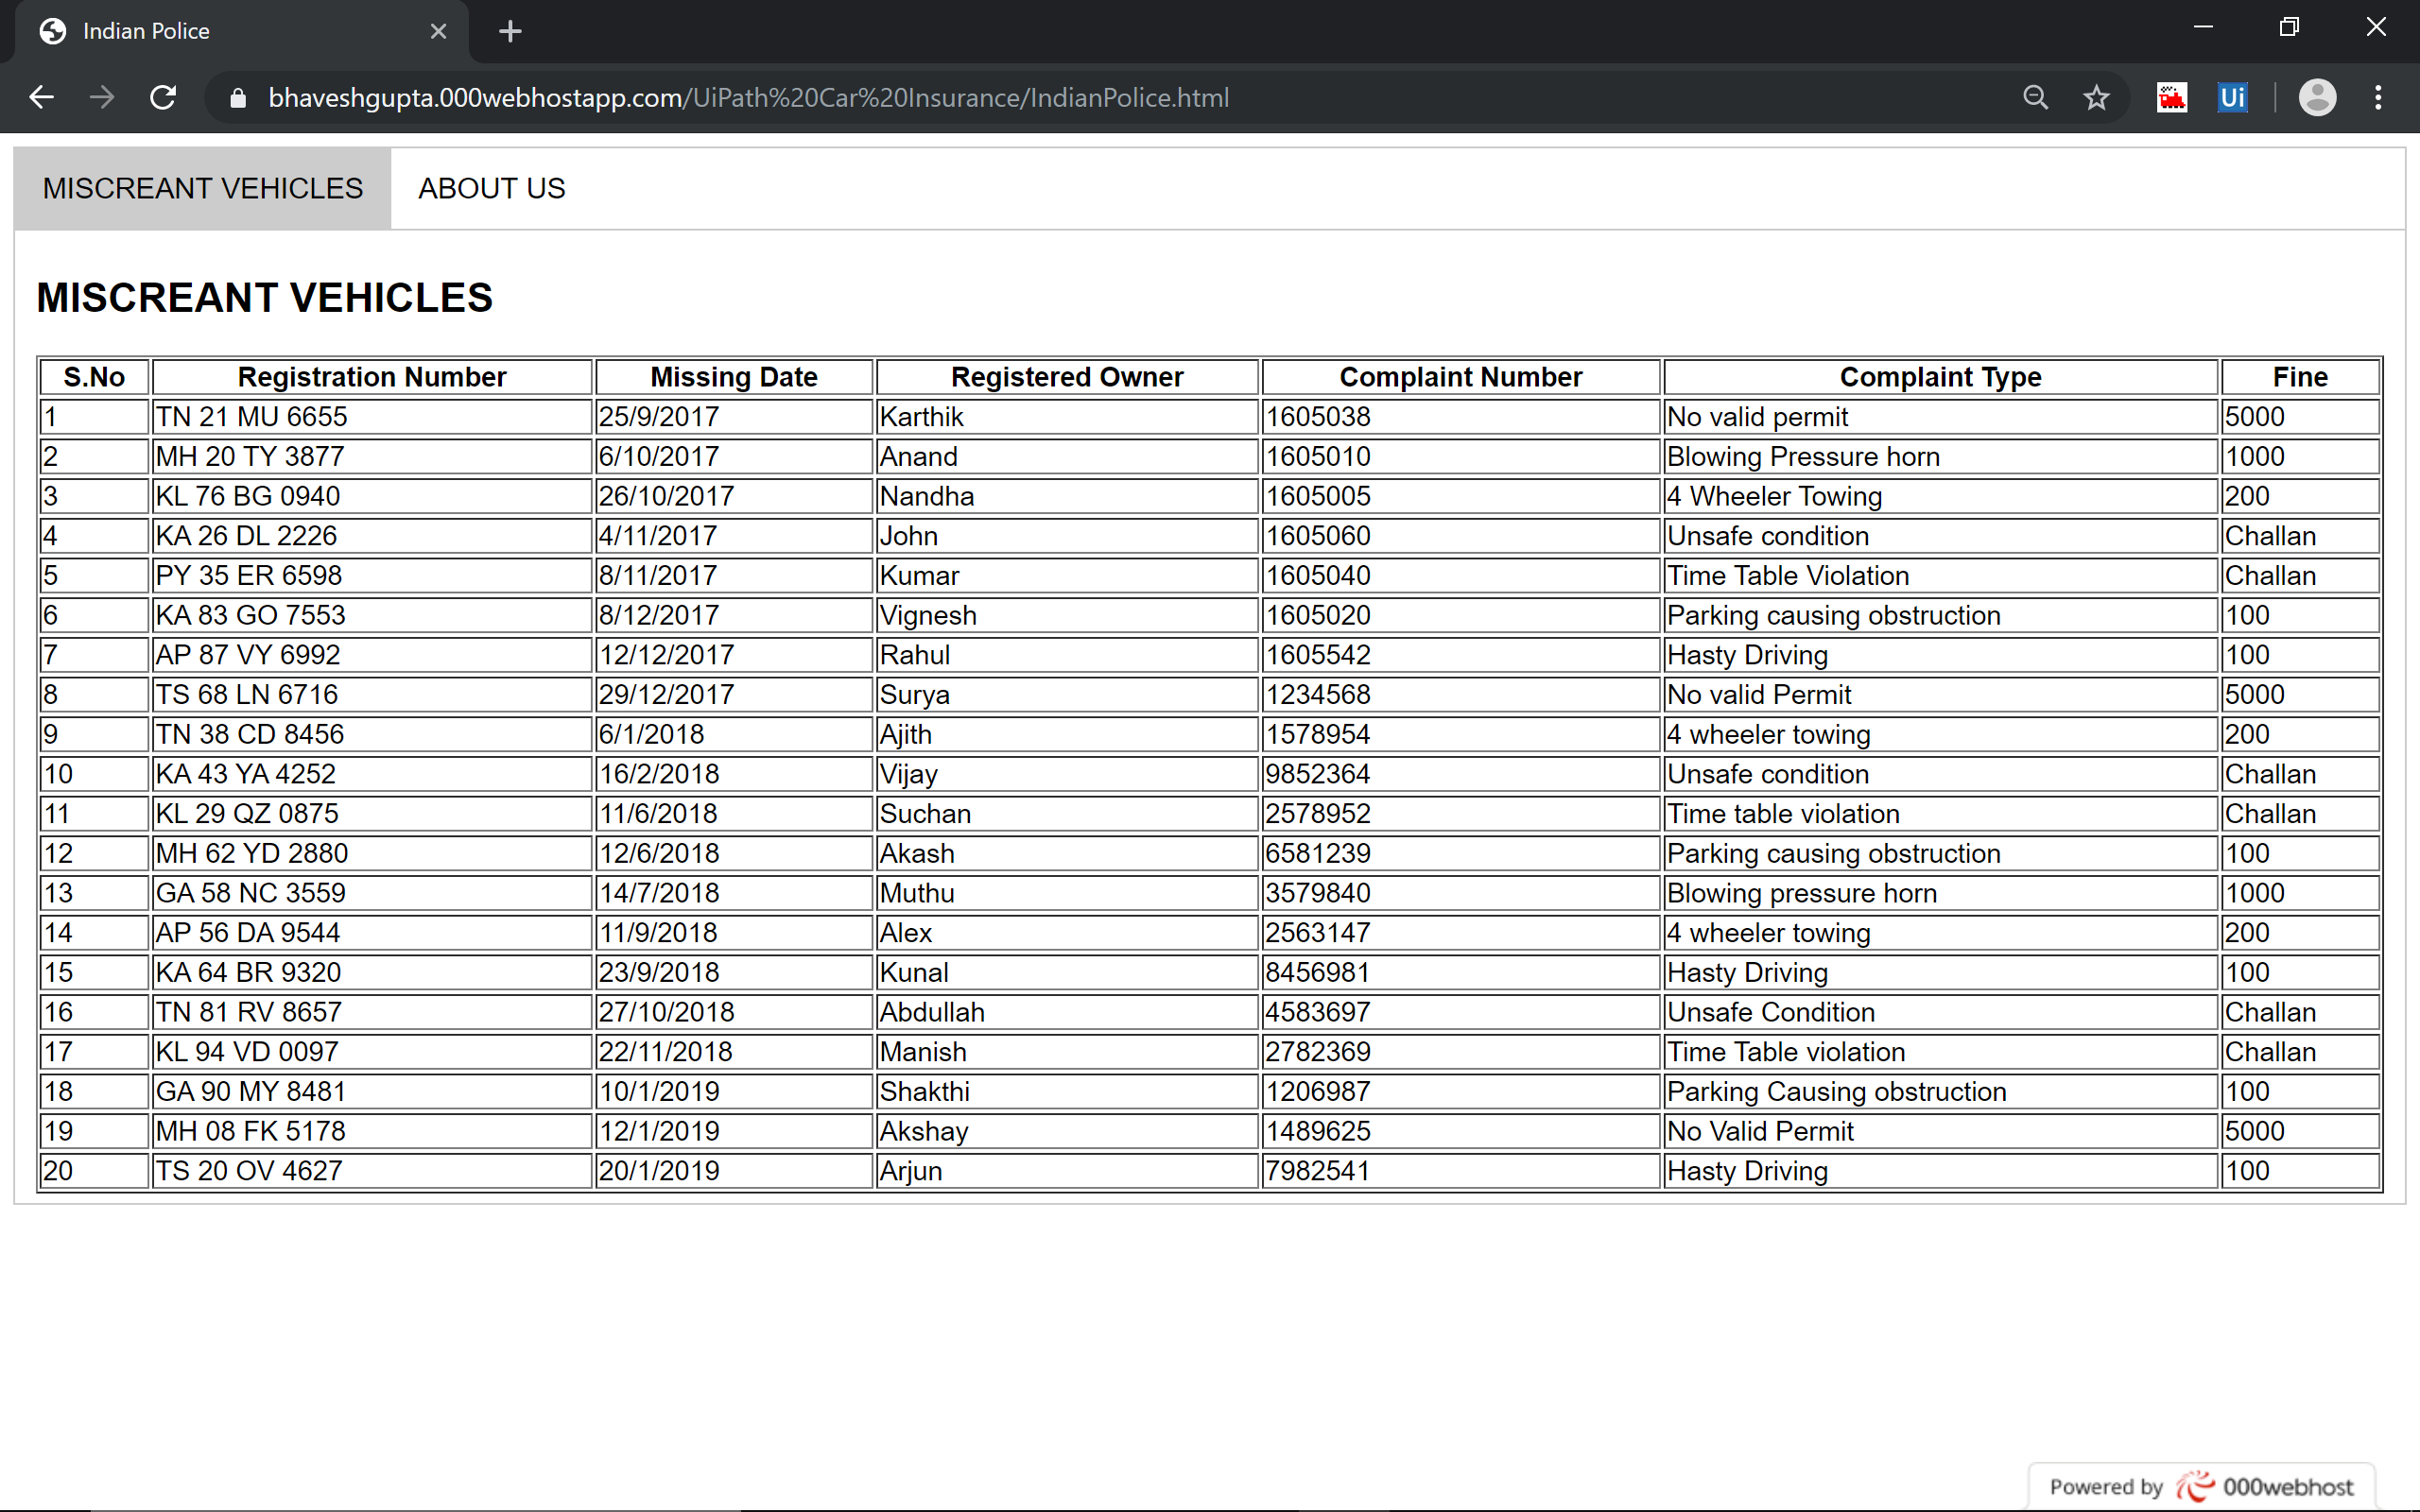 Indian Police
bhaveshgupta.000webhostapp.com/UiPath%20Car%20Insurance/IndianPolice.html
Ui
MISCREANT VEHICLES ABOUT US
MISCREANT VEHICLES
S.No Registration Number Missing Date Registered Owner Complaint Number Complaint Type Fine
1 TN 21 MU 6655 25/9/2017 Karthik 1605038 No valid permit 5000
2 MH 20 TY 3877 6/10/2017 Anand 1605010 Blowing Pressure horn 1000
3 KL 76 BG 0940 26/10/2017 Nandha 1605005 4 Wheeler Towing 200
4 KA 26 DL 2226 4/11/2017 John 1605060 Unsafe condition Challan
5 PY 35 ER 6598 8/11/2017 Kumar 1605040 Time Table Violation Challan
6 KA 83 GO 7553 8/12/2017 Vignesh 1605020 Parking causing obstruction 100
7 AP 87 VY 6992 12/12/2017 Rahul 1605542 Hasty Driving 100
8 TS 68 LN 6716 29/12/2017 Surya 1234568 No valid Permit 5000
9 TN 38 CD 8456 6/1/2018 Ajith 1578954 4 wheeler towing 200
10 KA 43 YA 4252 16/2/2018 Vijay 9852364 Unsafe condition Challan
11 KL 29 QZ 0875 11/6/2018 Suchan 2578952 Time table violation Challan
12 MH 62 YD 2880 12/6/2018 Akash 6581239 Parking causing obstruction 100
13 GA 58 NC 3559 14/7/2018 Muthu 3579840 Blowing pressure horn 1000
14 AP 56 DA 9544 11/9/2018 Alex 2563147 4 wheeler towing 200
15 KA 64 BR 9320 23/9/2018 Kunal 8456981 Hasty Driving 100
16 TN 81 RV 8657 27/10/2018 Abdullah 4583697 Unsafe Condition Challan
17 KL 94 VD 0097 22/11/2018 Manish 2782369 Time Table violation Challan
18 GA 90 MY 8481 10/1/2019 Shakthi 1206987 Parking Causing obstruction 100
19 MH 08 FK 5178 12/1/2019 Akshay 1489625 No Valid Permit 5000
20 TS 20 OV 4627 20/1/2019 Arjun 7982541 Hasty Driving 100
Powered by 000webhost